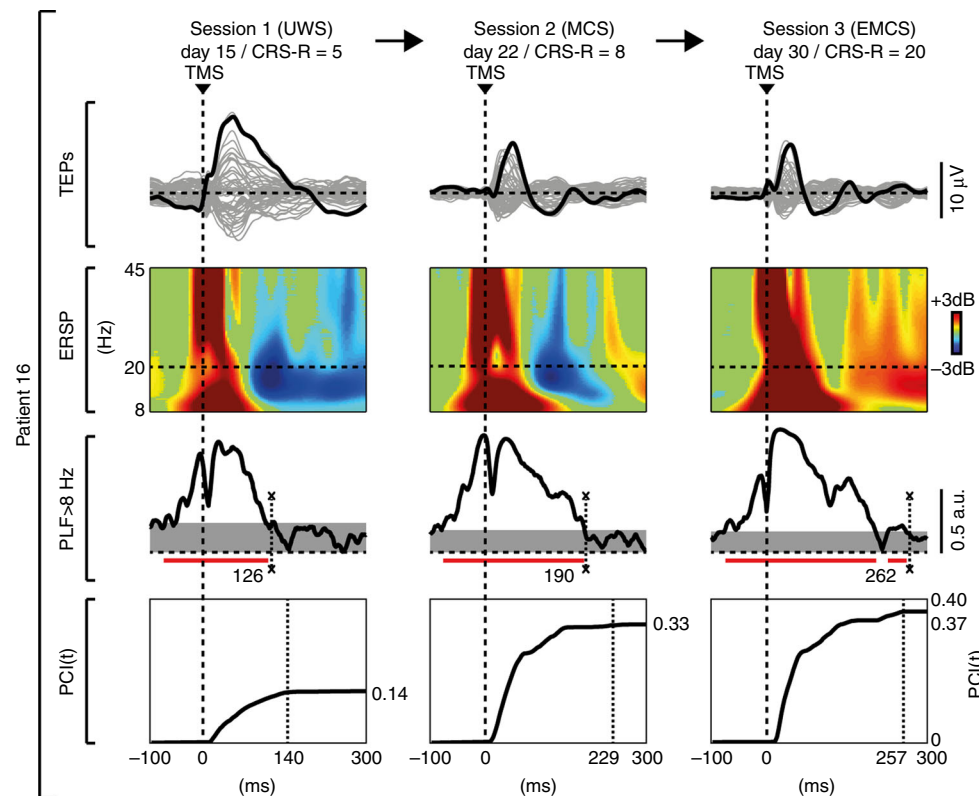 Session 1 (UWS)
day 15 / CRS-R = 5
TMS
Session 2 (MCS)
day 22 / CRS-R = 8
TMS
Session 3 (EMCS)
day 30 / CRS-R = 20
TMS
Patient 16
TEPs
10 μV
ERSP
(Hz)
45
20
8
+3dB
−3dB
PLF>8 Hz
126
190
262
0.5 a.u.
PCI(t)
0.14
0.33
0.40
0.37
0
PCI(t)
−100 0 140 300
(ms)
−100 0 229 300
(ms)
−100 0 257 300
(ms)